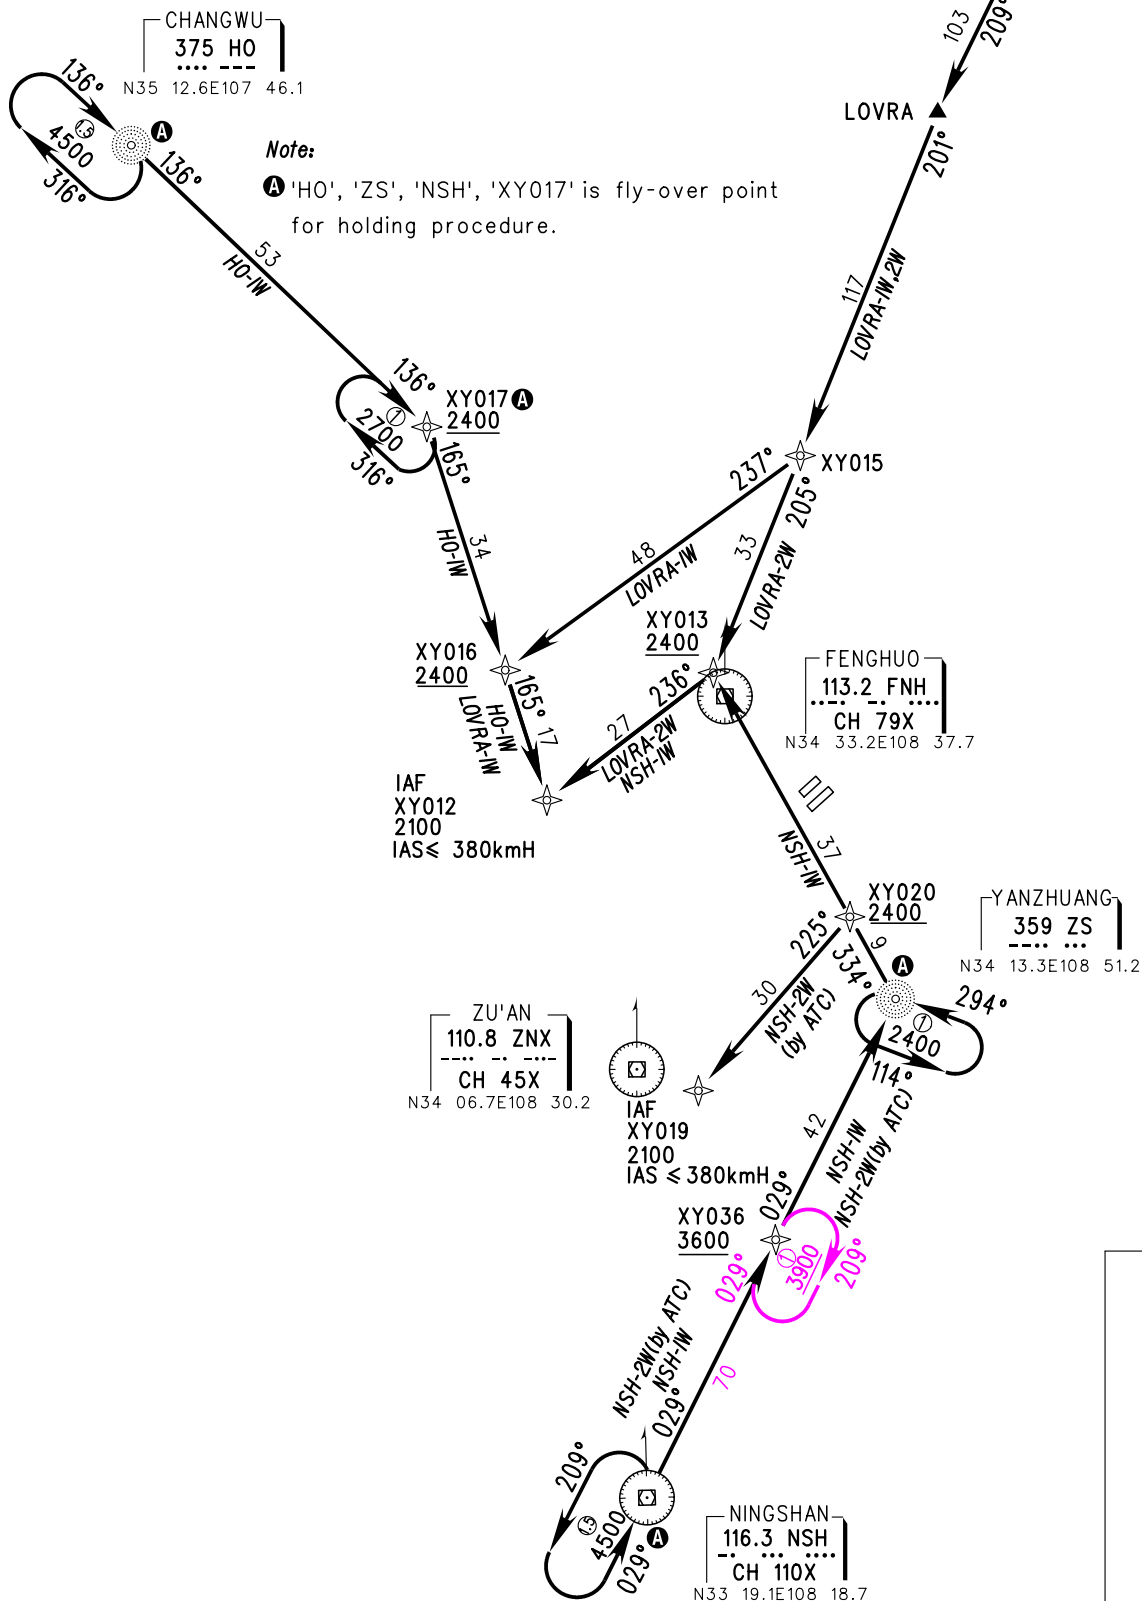 CHANGWU
375 HO
N35 12.6E107 46.1
136°
4500
1.5
316°
A
136°
Note:
A 'HO', 'ZS', 'NSH', 'XY017' is fly-over point
for holding procedure.
103
209°
LOVRA
201°
117
LOVRA-1W,2W
53
HO-1W
136°
XY017 A
2400
1
2700
316°
165°
34
HO-1W
237°
XY015
205°
48
LOVRA-1W
33
LOVRA-2W
XY016
2400
165°
17
HO-1W
LOVRA-1W
XY013
2400
236°
27
LOVRA-2W
NSH-1W
FENGHUO
113.2 FNH
CH 79X
N34 33.2E108 37.7
IAF
XY012
2100
IAS≤ 380kmH
37
NSH-1W
XY020
2400
225°
334°
9
30
NSH-2W
(by ATC)
YANZHUANG
359 ZS
N34 13.3E108 51.2
A
294°
1
2400
114°
ZU'AN
110.8 ZNX
CH 45X
N34 06.7E108 30.2
IAF
XY019
2100
IAS ≤ 380kmH
42
NSH-1W
NSH-2W(by ATC)
029°
XY036
3600
029°
1
3900
209°
NSH-2W(by ATC)
NSH-1W
70
029°
209°
1.5
4500
029°
A
NINGSHAN
116.3 NSH
CH 110X
N33 19.1E108 18.7